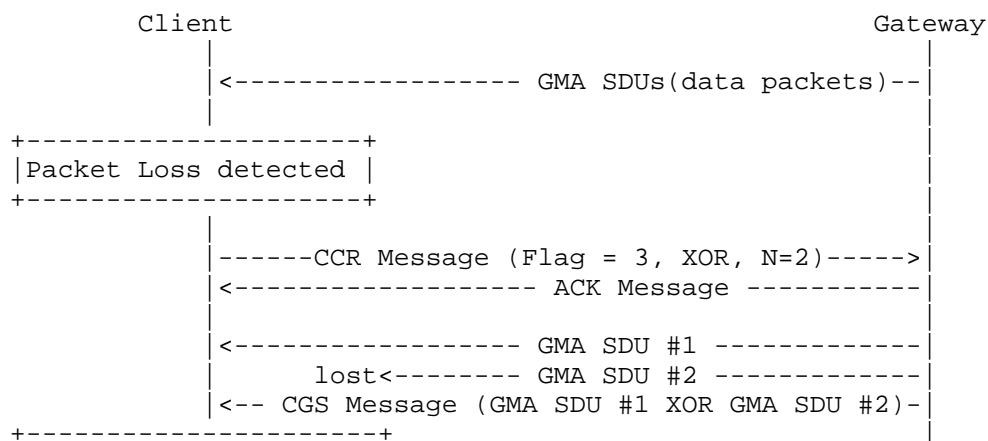 Client                                         Gateway
|                                            |
|<------------------ GMA SDUs(data packets)--|
|                                            |
+---------------------+                                  |
|Packet Loss detected |                                  |
+---------------------+                                  |
|                                            |
|------CCR Message (Flag = 3, XOR, N=2)----->|
|<------------------- ACK Message -----------|
|                                            |
|<------------------ GMA SDU #1 -------------|
|     lost<-------- GMA SDU #2 -------------|
|<-- CGS Message (GMA SDU #1 XOR GMA SDU #2)-|
+----------------------+                                 |